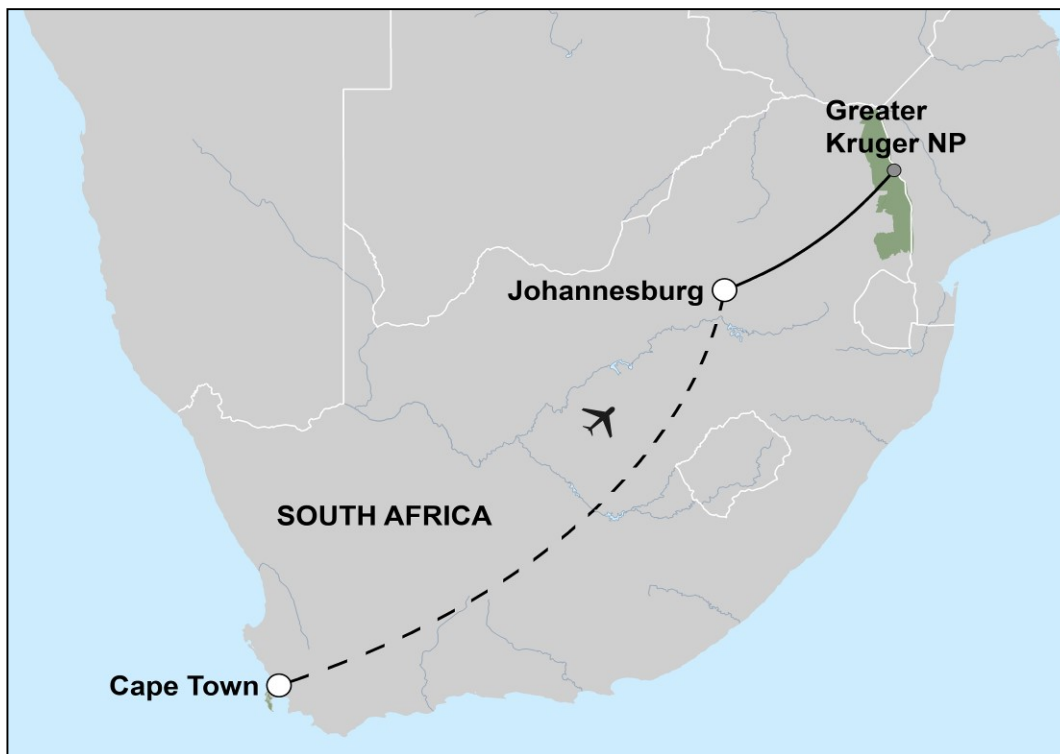 Greater
Kruger NP
Johannesburg
SOUTH AFRICA
Cape Town